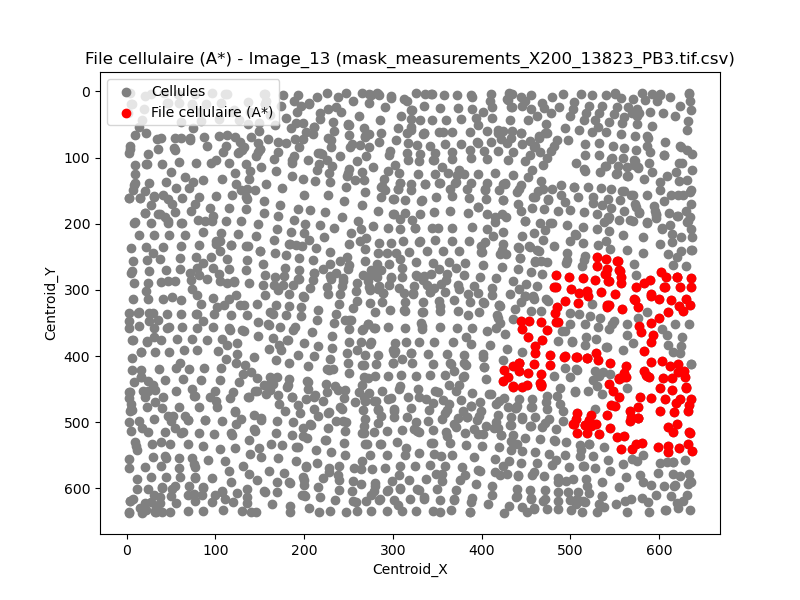 File cellulaire (A*) - Image_13 (mask_measurements_X200_13823_PB3.tif.csv)
Cellules
File cellulaire (A*)
0
100
200
300
400
500
600
Centroid_Y
0 100 200 300 400 500 600
Centroid_X